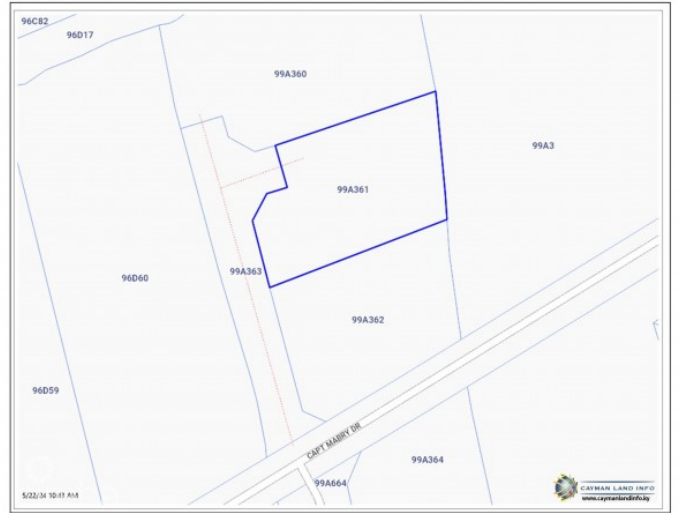 96C82
96D17
99A360
99A3
99A361
99A363
96D60
99A362
96D59
CAPT MABRY DR
99A364
99A664
5/22/24 10:41 AM
CAYMAN LAND INFO
www.caymanlandinfo.ky